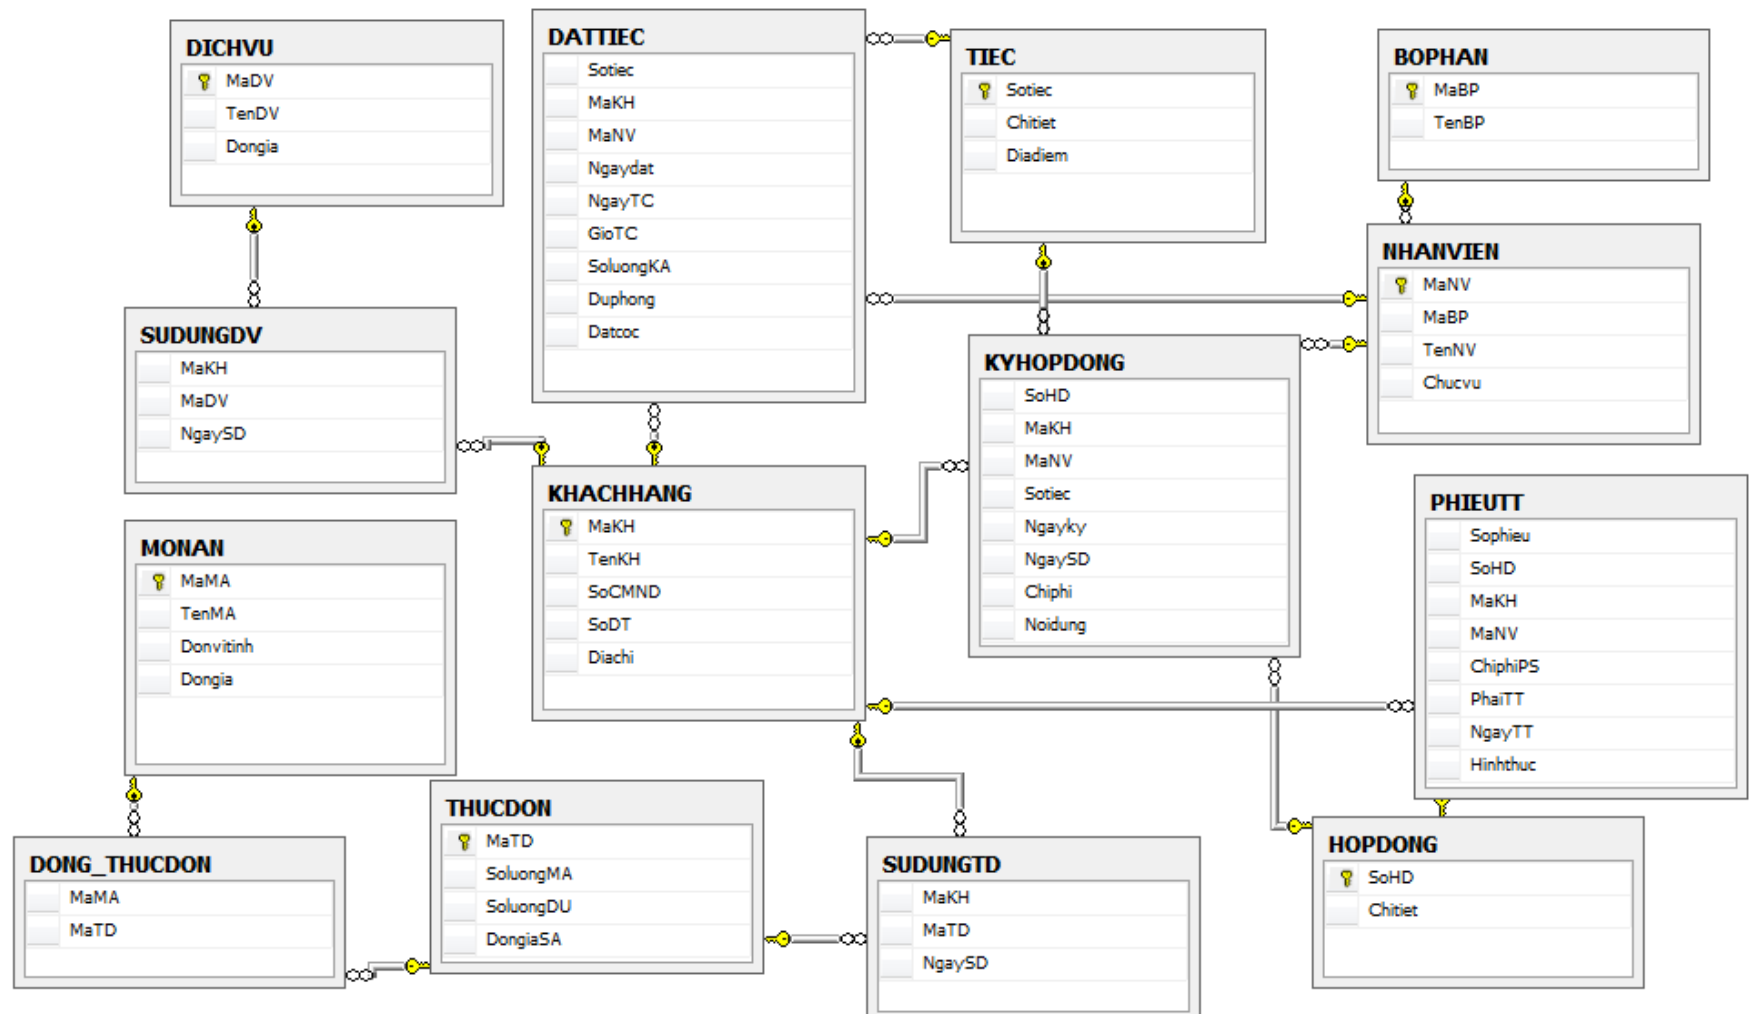 DICHVU
MaDV
TenDV
Dongia
DATTIEC
Sotiec
MaKH
MaNV
Ngaydat
NgayTC
GioTC
SoluongKA
Duphong
Datcoc
TIEC
Sotiec
Chitiet
Diadiem
BOPHAN
MaBP
TenBP
NHANVIEN
MaNV
MaBP
TenNV
Chucvu
SUDUNGDV
MaKH
MaDV
NgaySD
KYHOPDONG
SoHD
MaKH
MaNV
Sotiec
Ngayky
NgaySD
Chiphi
Noidung
KHACHHANG
MaKH
TenKH
SoCMND
SoDT
Diachi
PHIEUTT
Sophieu
SoHD
MaKH
MaNV
ChiphiPS
PhaiTT
NgayTT
Hinhthuc
MONAN
MaMA
TenMA
Donvitinh
Dongia
THUCDON
MaTD
SoluongMA
SoluongDU
DongiaSA
DONG_THUCDON
MaMA
MaTD
SUDUNGTD
MaKH
MaTD
NgaySD
HOPDONG
SoHD
Chitiet